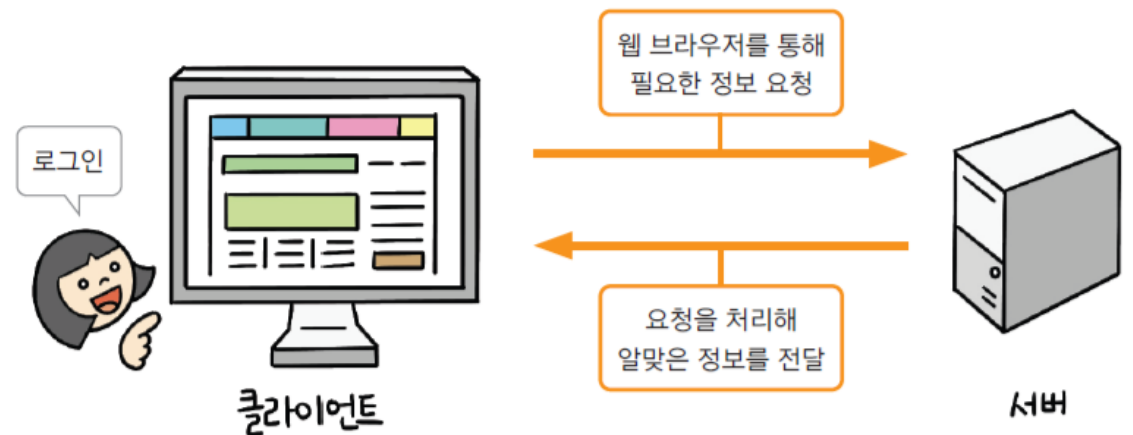 웹 브라우저를 통해
필요한 정보 요청
로그인
요청을 처리해
알맞은 정보를 전달
클라이언트
서버